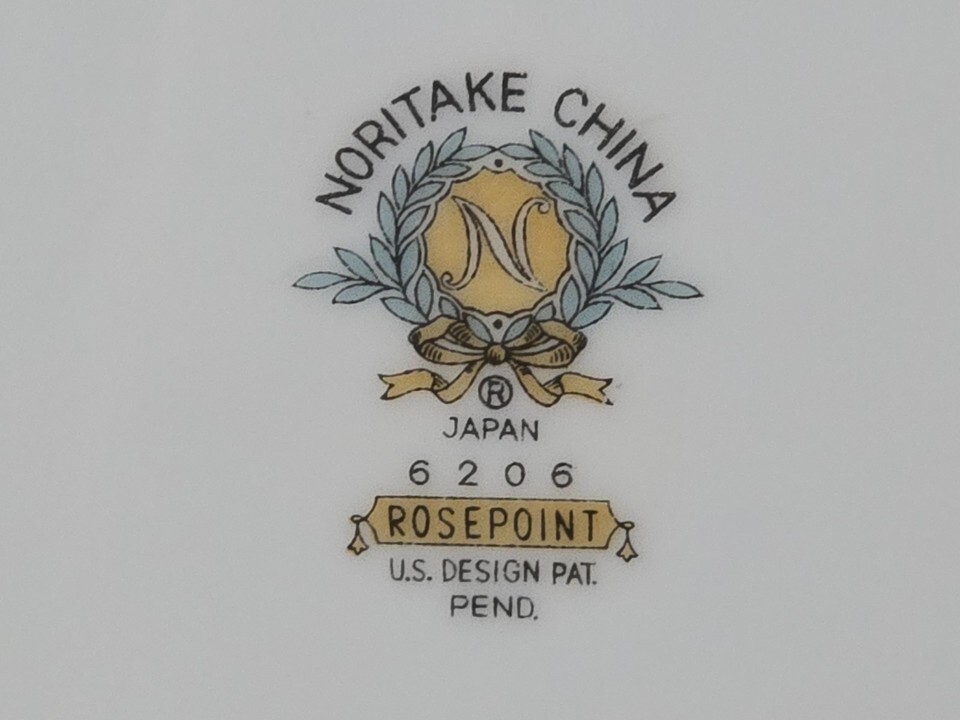 NORITAKE CHINA
N
®
JAPAN
6206
ROSEPOINT
U.S. DESIGN PAT.
PEND.